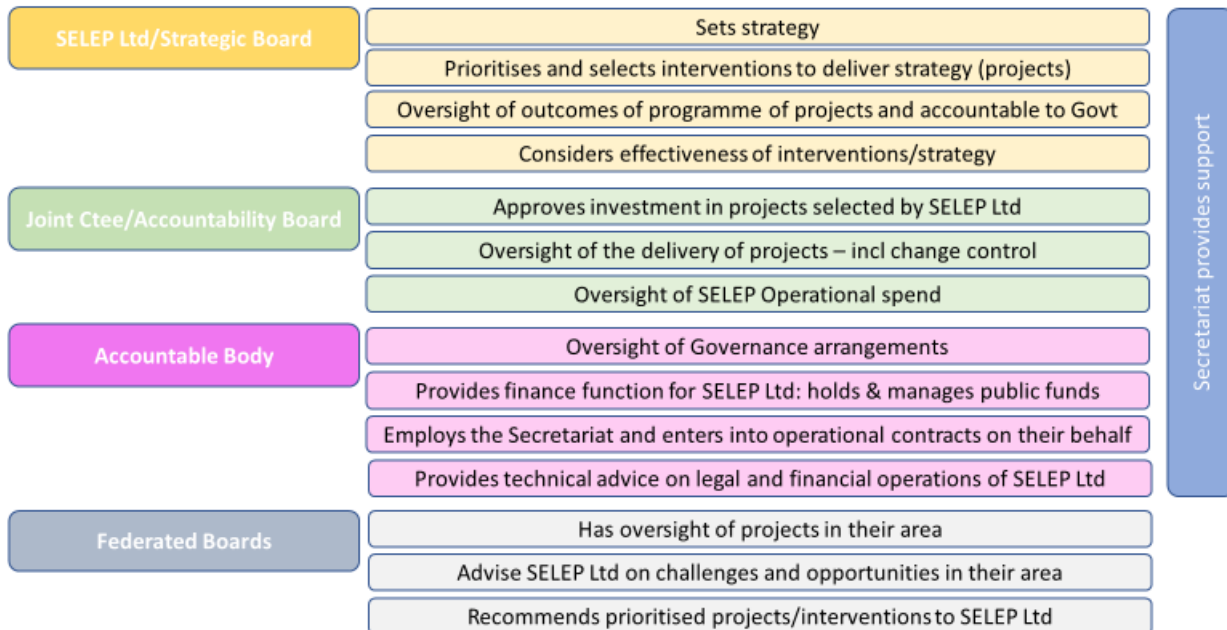 SELEP Ltd/Strategic Board
Sets strategy
Prioritises and selects interventions to deliver strategy (projects)
Oversight of outcomes of programme of projects and accountable to Govt
Considers effectiveness of interventions/strategy
Joint Ctee/Accountability Board
Approves investment in projects selected by SELEP Ltd
Oversight of the delivery of projects – incl change control
Oversight of SELEP Operational spend
Accountable Body
Oversight of Governance arrangements
Provides finance function for SELEP Ltd: holds & manages public funds
Employs the Secretariat and enters into operational contracts on their behalf
Provides technical advice on legal and financial operations of SELEP Ltd
Federated Boards
Has oversight of projects in their area
Advise SELEP Ltd on challenges and opportunities in their area
Recommends prioritised projects/interventions to SELEP Ltd
Secretariat provides support